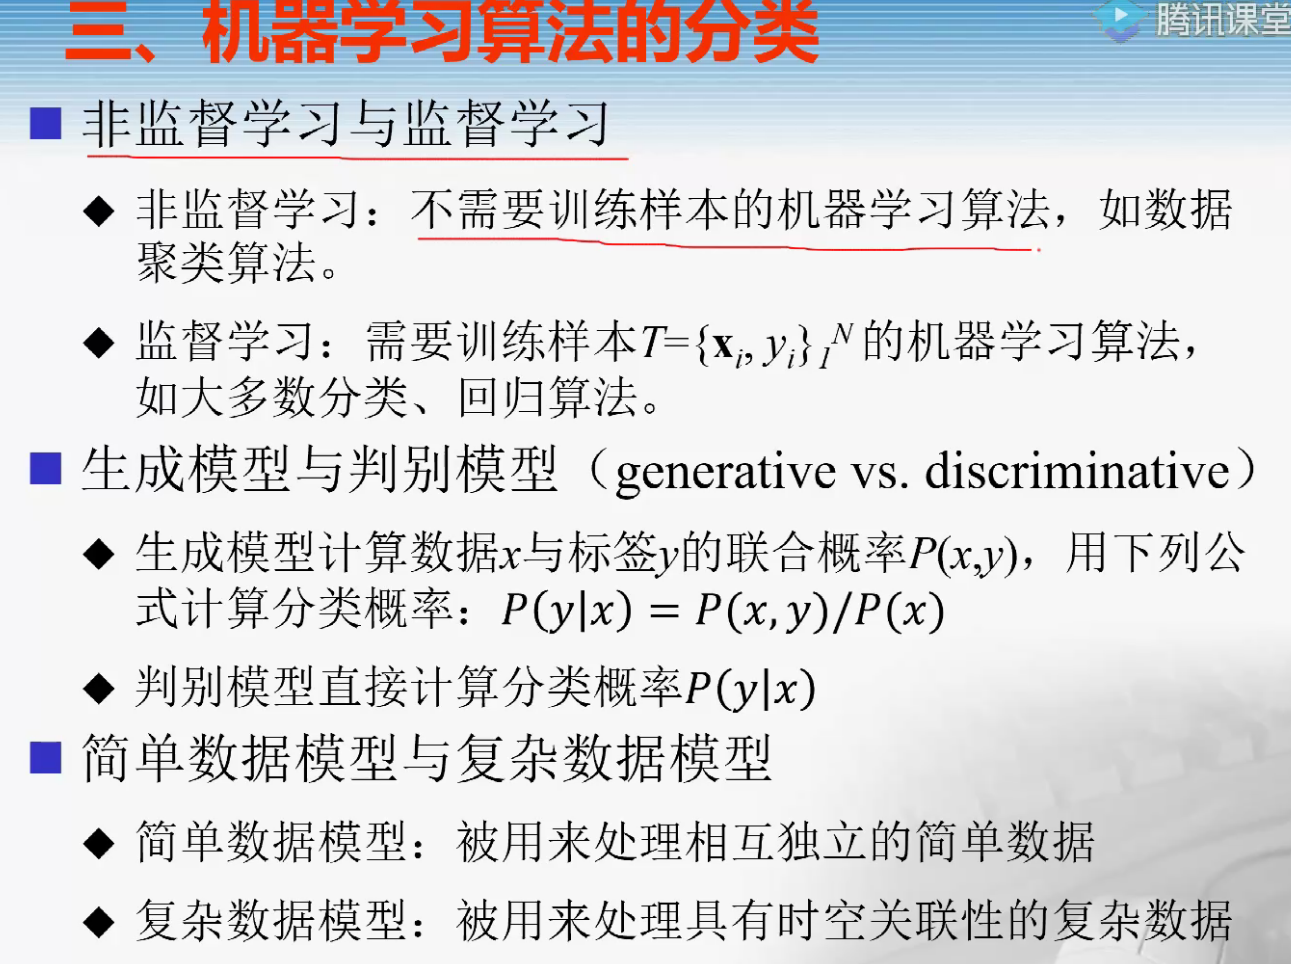 三、机器学习算法的分类
腾讯课堂
非监督学习与监督学习
非监督学习：不需要训练样本的机器学习算法，如数据
聚类算法。
监督学习：需要训练样本T={xᵢ, yᵢ}₁ᴺ的机器学习算法，
如大多数分类、回归算法。
生成模型与判别模型（generative vs. discriminative）
生成模型计算数据x与标签y的联合概率P(x,y)，用下列公
式计算分类概率：P(y|x) = P(x,y)/P(x)
判别模型直接计算分类概率P(y|x)
简单数据模型与复杂数据模型
简单数据模型：被用来处理相互独立的简单数据
复杂数据模型：被用来处理具有时空关联性的复杂数据